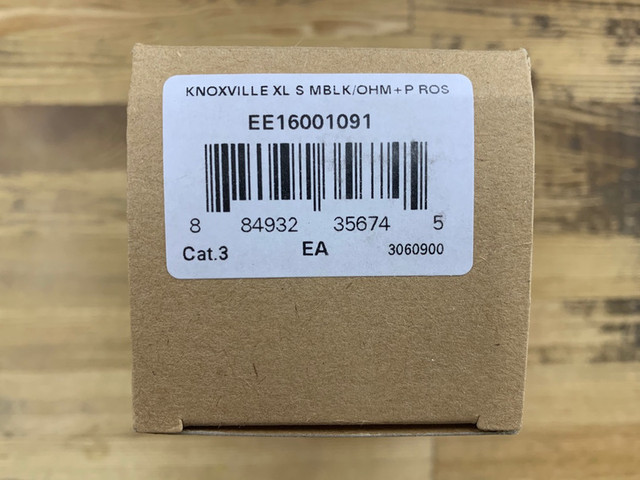 KNOXVILLE XL S MBLK/OHM+P ROS
EE16001091
8 84932 35674 5
Cat.3 EA 3060900